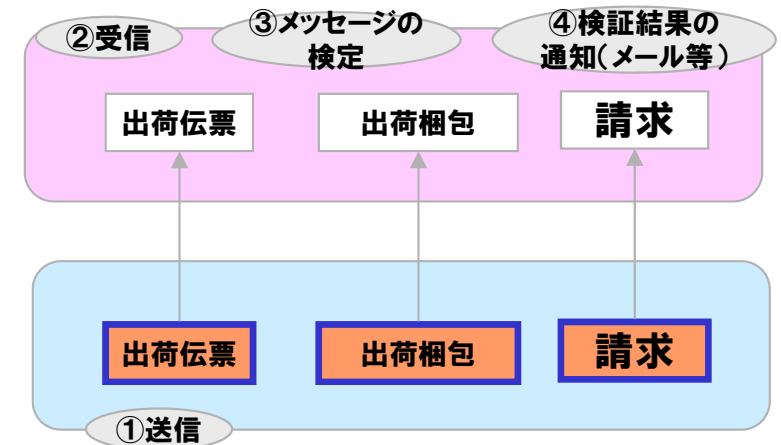 ②受信
③メッセージの
検定
④検証結果の
通知(メール等)
出荷伝票
出荷梱包
請求
出荷伝票
出荷梱包
請求
①送信